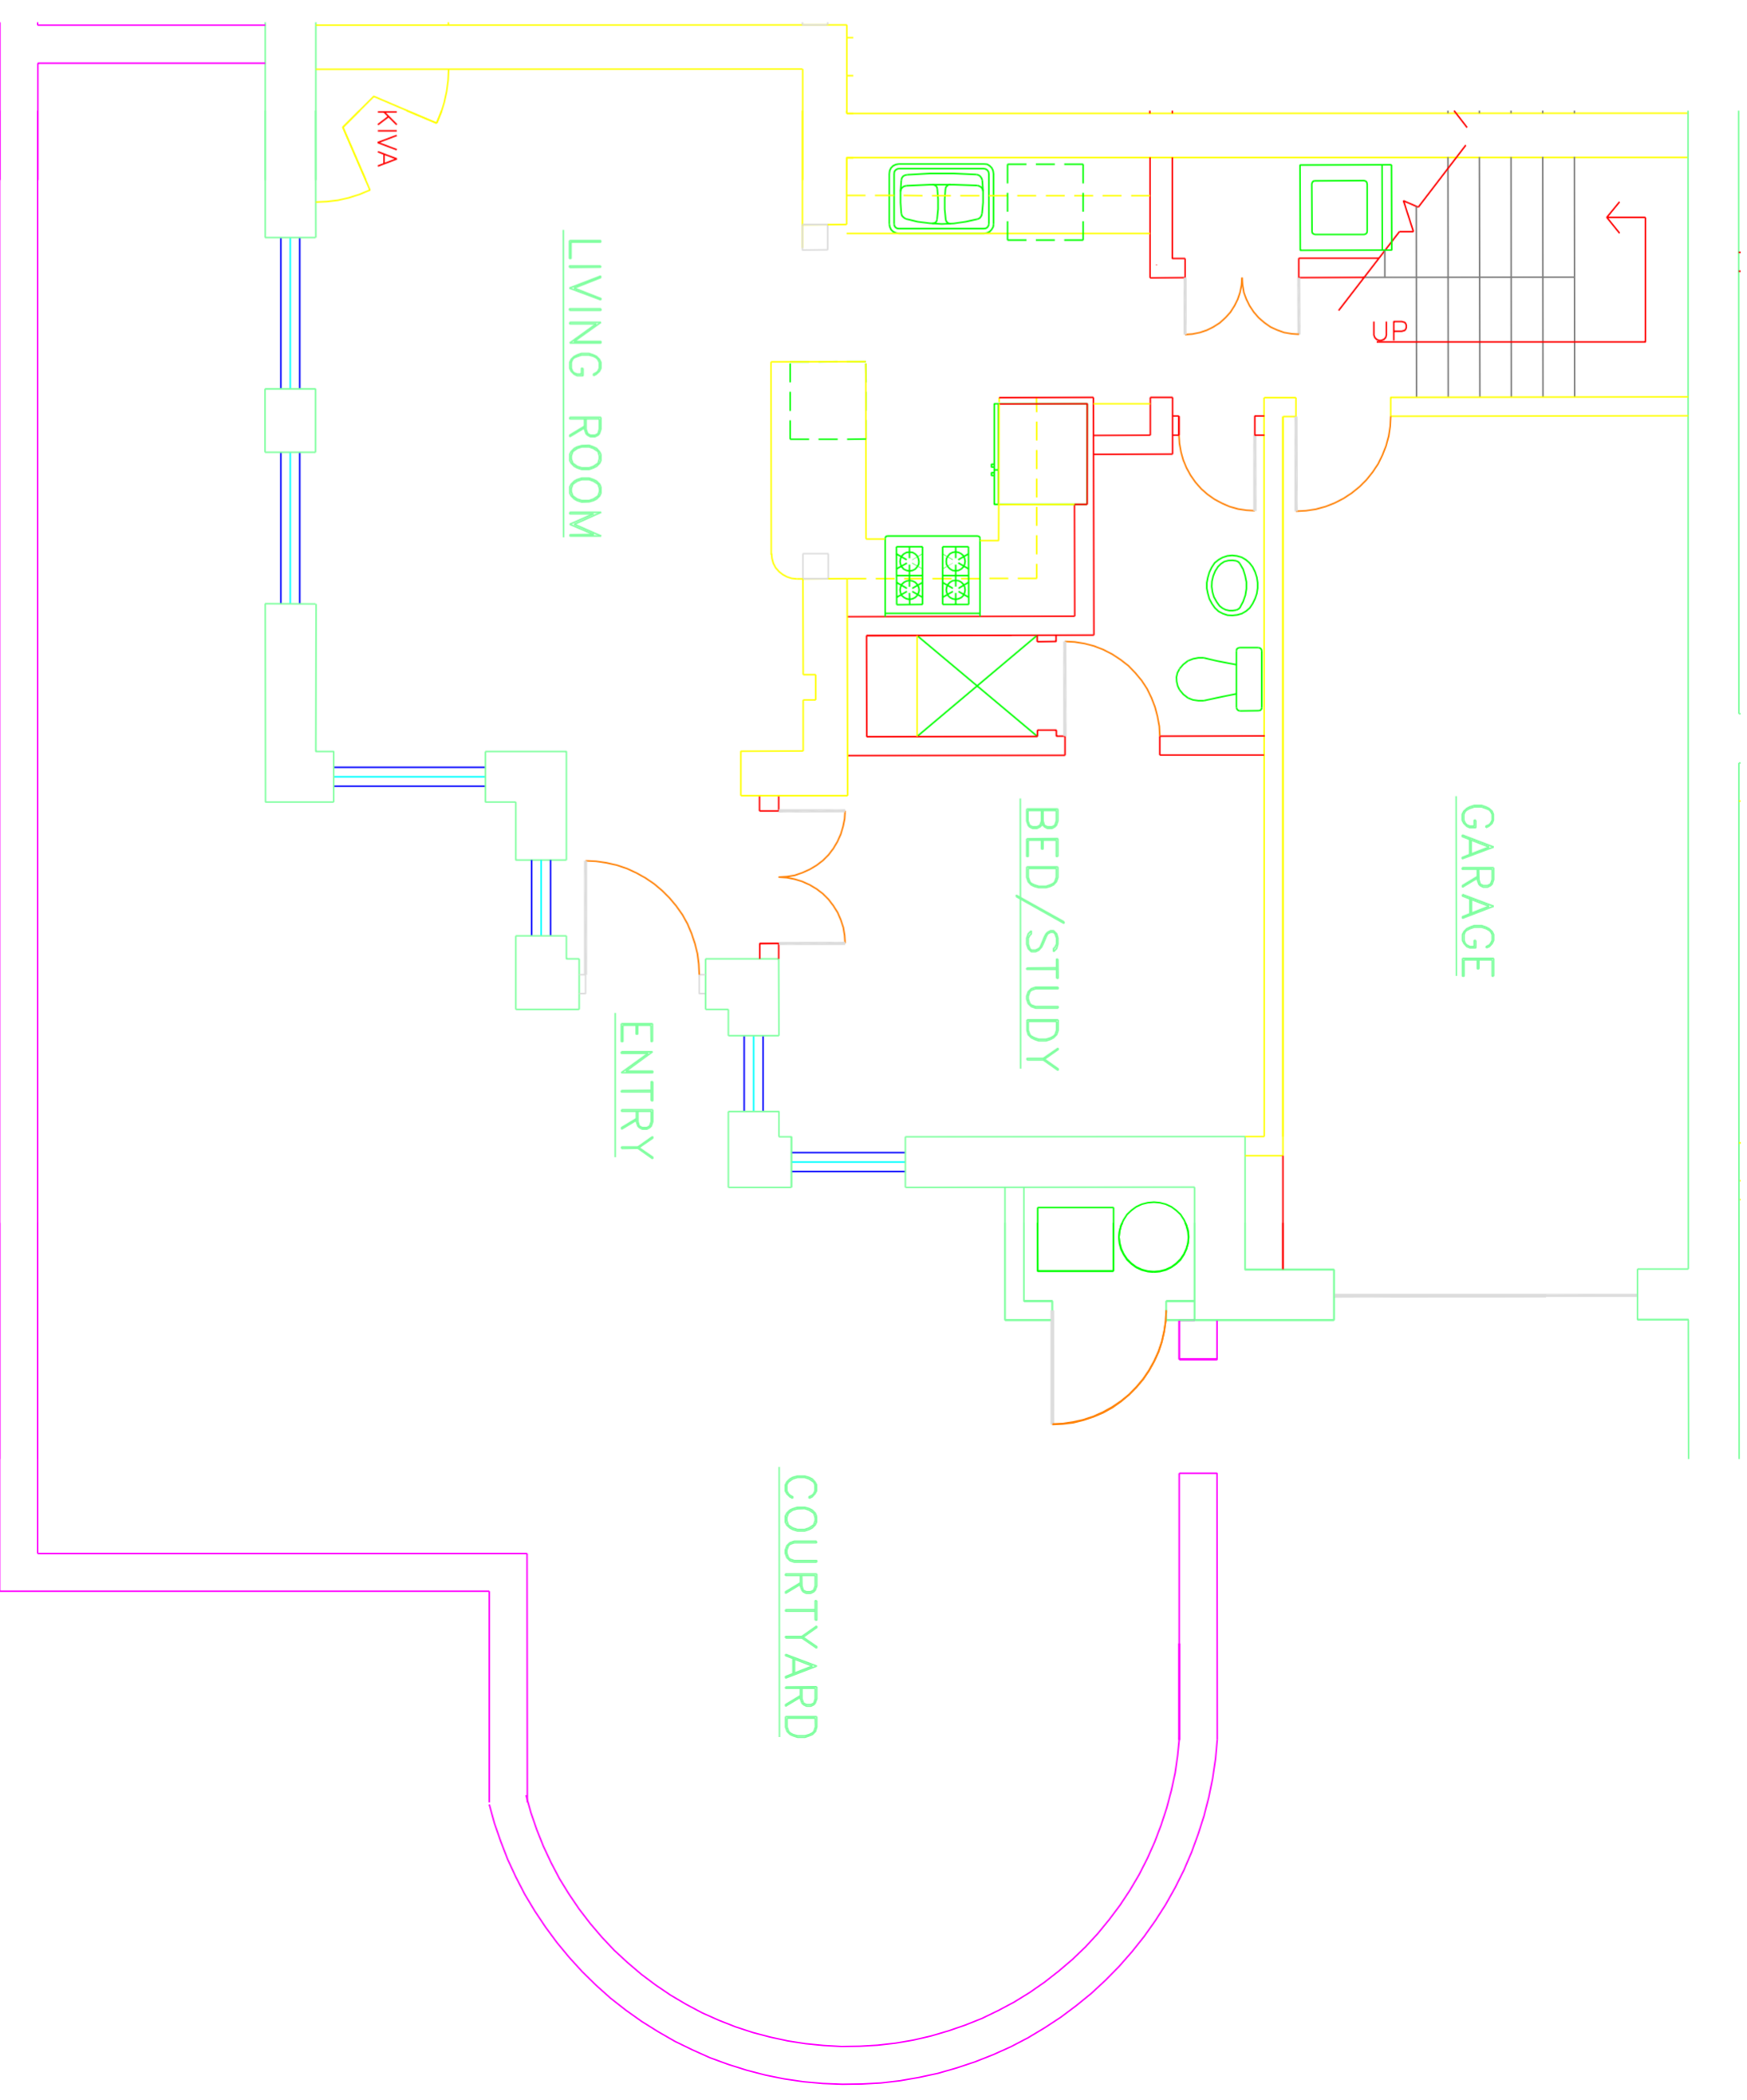 KIVA
LIVING ROOM
UP
BED/STUDY
GARAGE
ENTRY
COURTYARD